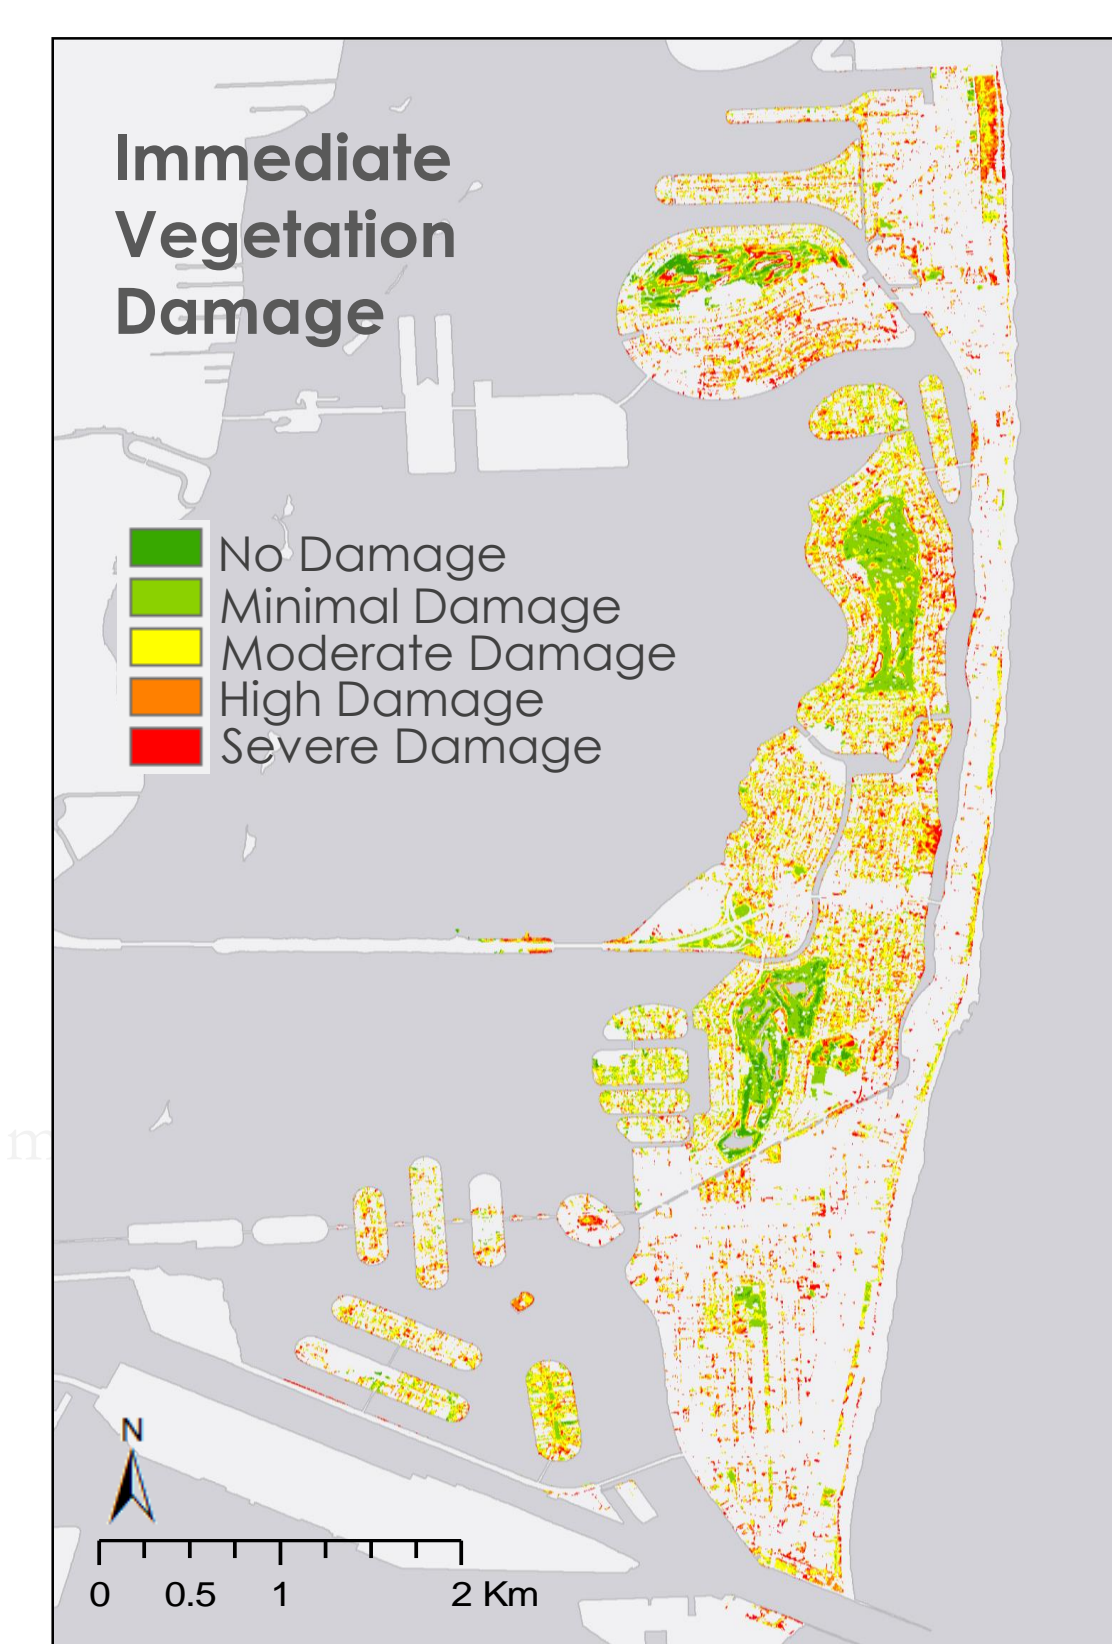 Immediate
Vegetation
Damage
No Damage
Minimal Damage
Moderate Damage
High Damage
Severe Damage
N
0 0.5 1 2 Km